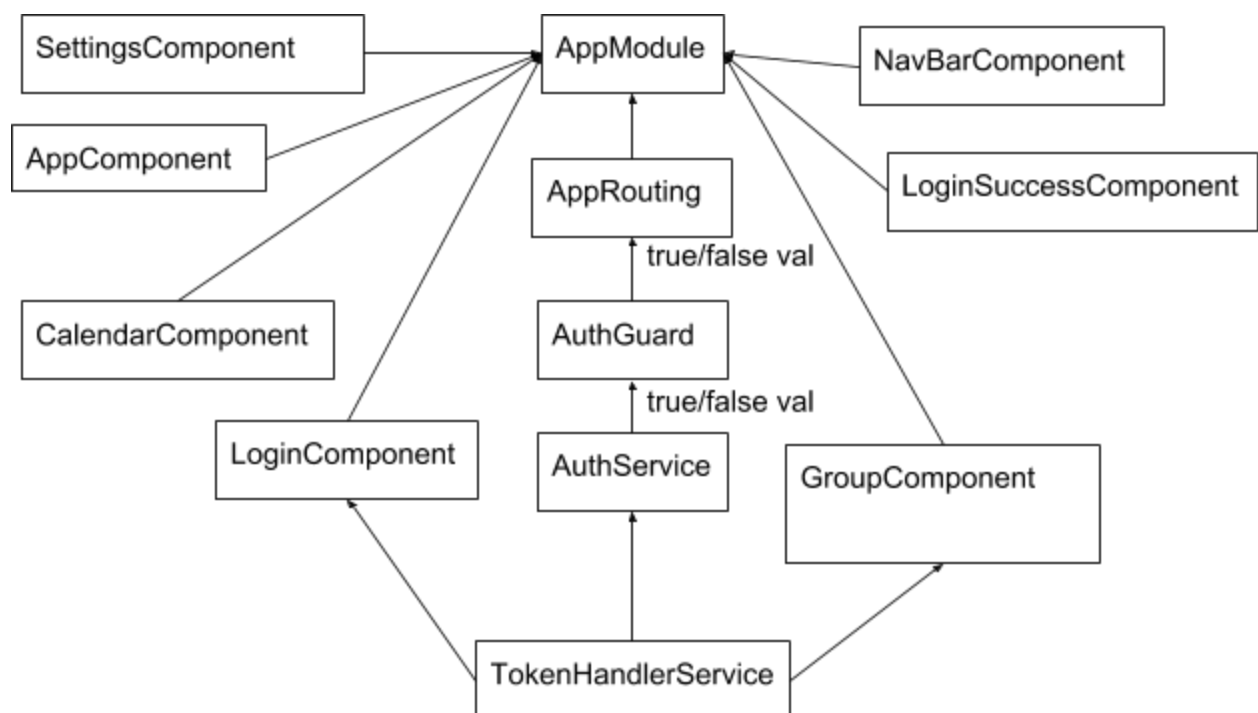 SettingsComponent
AppModule
NavBarComponent
AppComponent
LoginSuccessComponent
AppRouting
true/false val
CalendarComponent
AuthGuard
true/false val
LoginComponent
AuthService
GroupComponent
TokenHandlerService